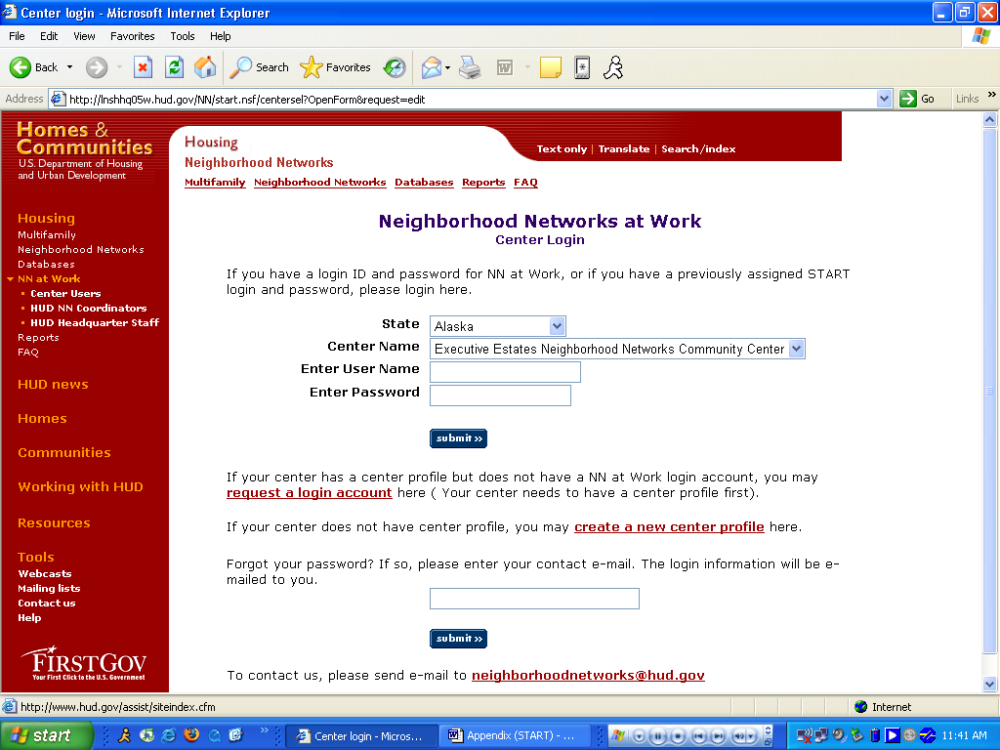 Center login - Microsoft Internet Explorer
File Edit View Favorites Tools Help
Back Search Favorites
Address http://lnshhq05w.hud.gov/NN/start.nsf/centersel?OpenForm&request=edit Go Links »
Homes &
Communities
U.S. Department of Housing
and Urban Development
Housing
Neighborhood Networks
Text only | Translate | Search/index
Multifamily Neighborhood Networks Databases Reports FAQ
Housing
Multifamily
Neighborhood Networks
Databases
NN at Work
• Center Users
• HUD NN Coordinators
• HUD Headquarter Staff
Reports
FAQ
HUD news
Homes
Communities
Working with HUD
Resources
Tools
Webcasts
Mailing lists
Contact us
Help
FIRSTGOV
Your First Click to the U.S. Government
Neighborhood Networks at Work
Center Login
If you have a login ID and password for NN at Work, or if you have a previously assigned START
login and password, please login here.
State Alaska
Center Name Executive Estates Neighborhood Networks Community Center
Enter User Name
Enter Password
submit »
If your center has a center profile but does not have a NN at Work login account, you may
request a login account here ( Your center needs to have a center profile first).
If your center does not have center profile, you may create a new center profile here.
Forgot your password? If so, please enter your contact e-mail. The login information will be e-
mailed to you.
submit »
To contact us, please send e-mail to neighborhoodnetworks@hud.gov
http://www.hud.gov/assist/siteindex.cfm Internet
start » Center login - Micros... Appendix (START) - ... 11:41 AM